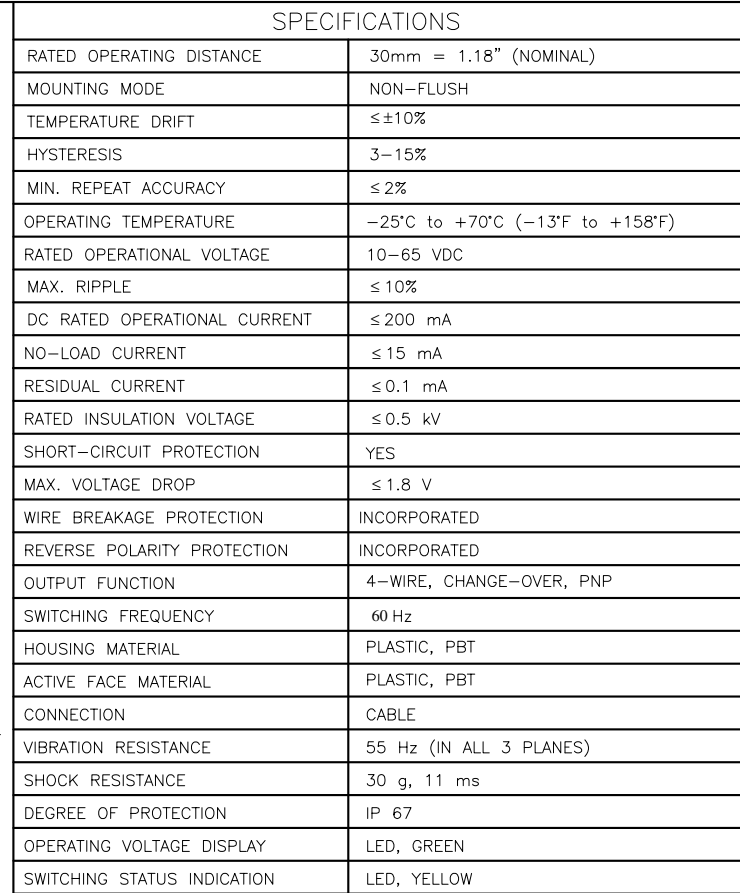 SPECIFICATIONS
RATED OPERATING DISTANCE 30mm = 1.18" (NOMINAL)
MOUNTING MODE NON-FLUSH
TEMPERATURE DRIFT ≤±10%
HYSTERESIS 3-15%
MIN. REPEAT ACCURACY ≤2%
OPERATING TEMPERATURE -25°C to +70°C (-13°F to +158°F)
RATED OPERATIONAL VOLTAGE 10-65 VDC
MAX. RIPPLE ≤10%
DC RATED OPERATIONAL CURRENT ≤200 mA
NO-LOAD CURRENT ≤15 mA
RESIDUAL CURRENT ≤0.1 mA
RATED INSULATION VOLTAGE ≤0.5 kV
SHORT-CIRCUIT PROTECTION YES
MAX. VOLTAGE DROP ≤1.8 V
WIRE BREAKAGE PROTECTION INCORPORATED
REVERSE POLARITY PROTECTION INCORPORATED
OUTPUT FUNCTION 4-WIRE, CHANGE-OVER, PNP
SWITCHING FREQUENCY 60 Hz
HOUSING MATERIAL PLASTIC, PBT
ACTIVE FACE MATERIAL PLASTIC, PBT
CONNECTION CABLE
VIBRATION RESISTANCE 55 Hz (IN ALL 3 PLANES)
SHOCK RESISTANCE 30 g, 11 ms
DEGREE OF PROTECTION IP 67
OPERATING VOLTAGE DISPLAY LED, GREEN
SWITCHING STATUS INDICATION LED, YELLOW